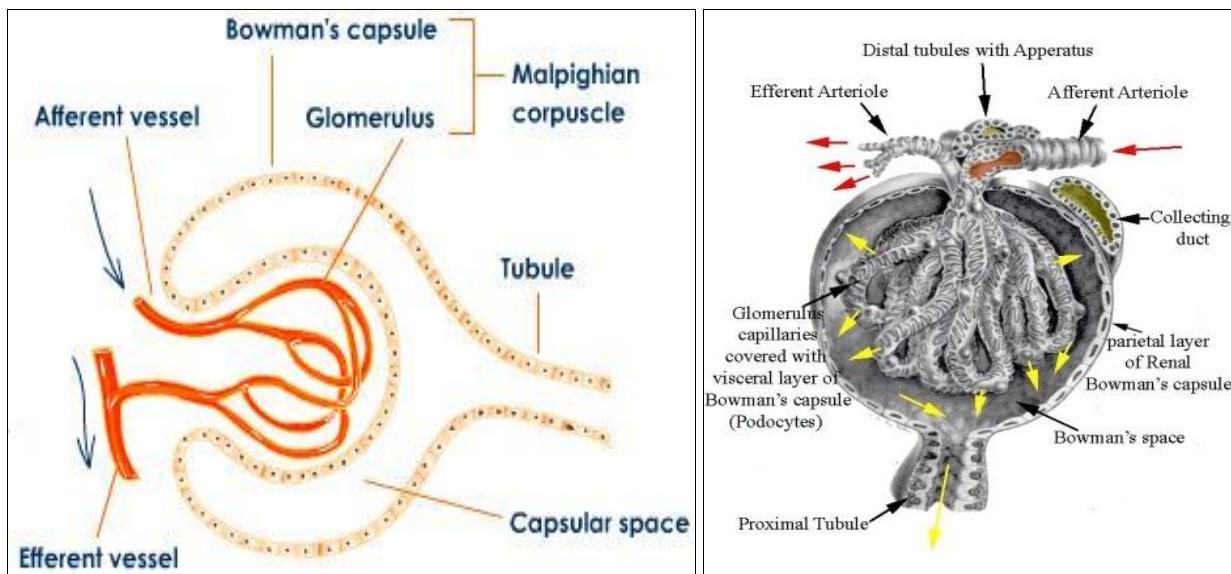 Bowman's capsule
Malpighian
corpuscle
Afferent vessel
Glomerulus
Tubule
Capsular space
Efferent vessel
Distal tubules with Apperatus
Efferent Arteriole
Afferent Arteriole
Collecting
duct
Glomerulus
capillaries
covered with
visceral layer of
Bowman's capsule
(Podocytes)
parietal layer
of Renal
Bowman's capsule
Bowman's space
Proximal Tubule